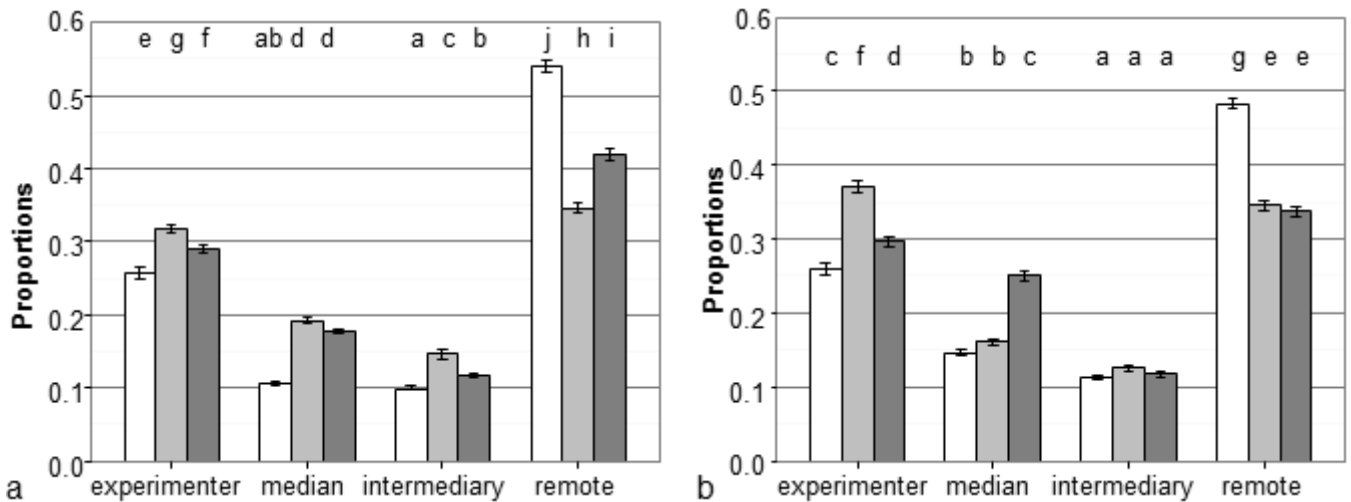 0.6
e g f ab d d a c b j h i
0.5
0.4
0.3
0.2
0.1
0.0
Proportions
experimenter median intermediary remote
a
0.6
c f d b b c a a a g e e
0.5
0.4
0.3
0.2
0.1
0.0
Proportions
experimenter median intermediary remote
b